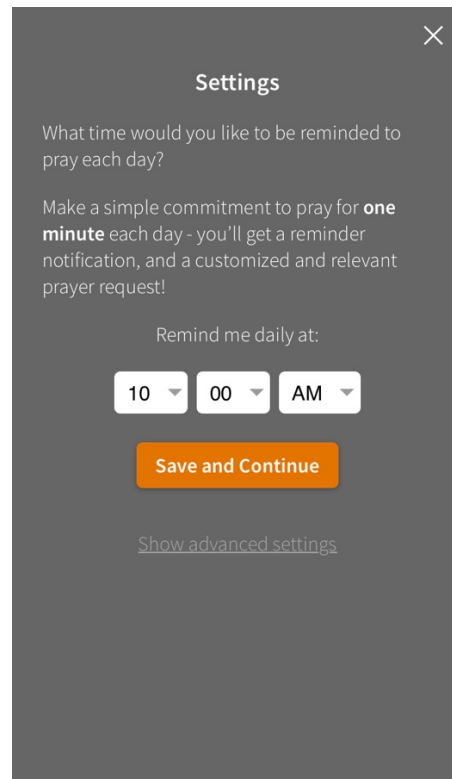 Settings
What time would you like to be reminded to
pray each day?
Make a simple commitment to pray for one
minute each day - you'll get a reminder
notification, and a customized and relevant
prayer request!
Remind me daily at:
10 00 AM
Save and Continue
Show advanced settings